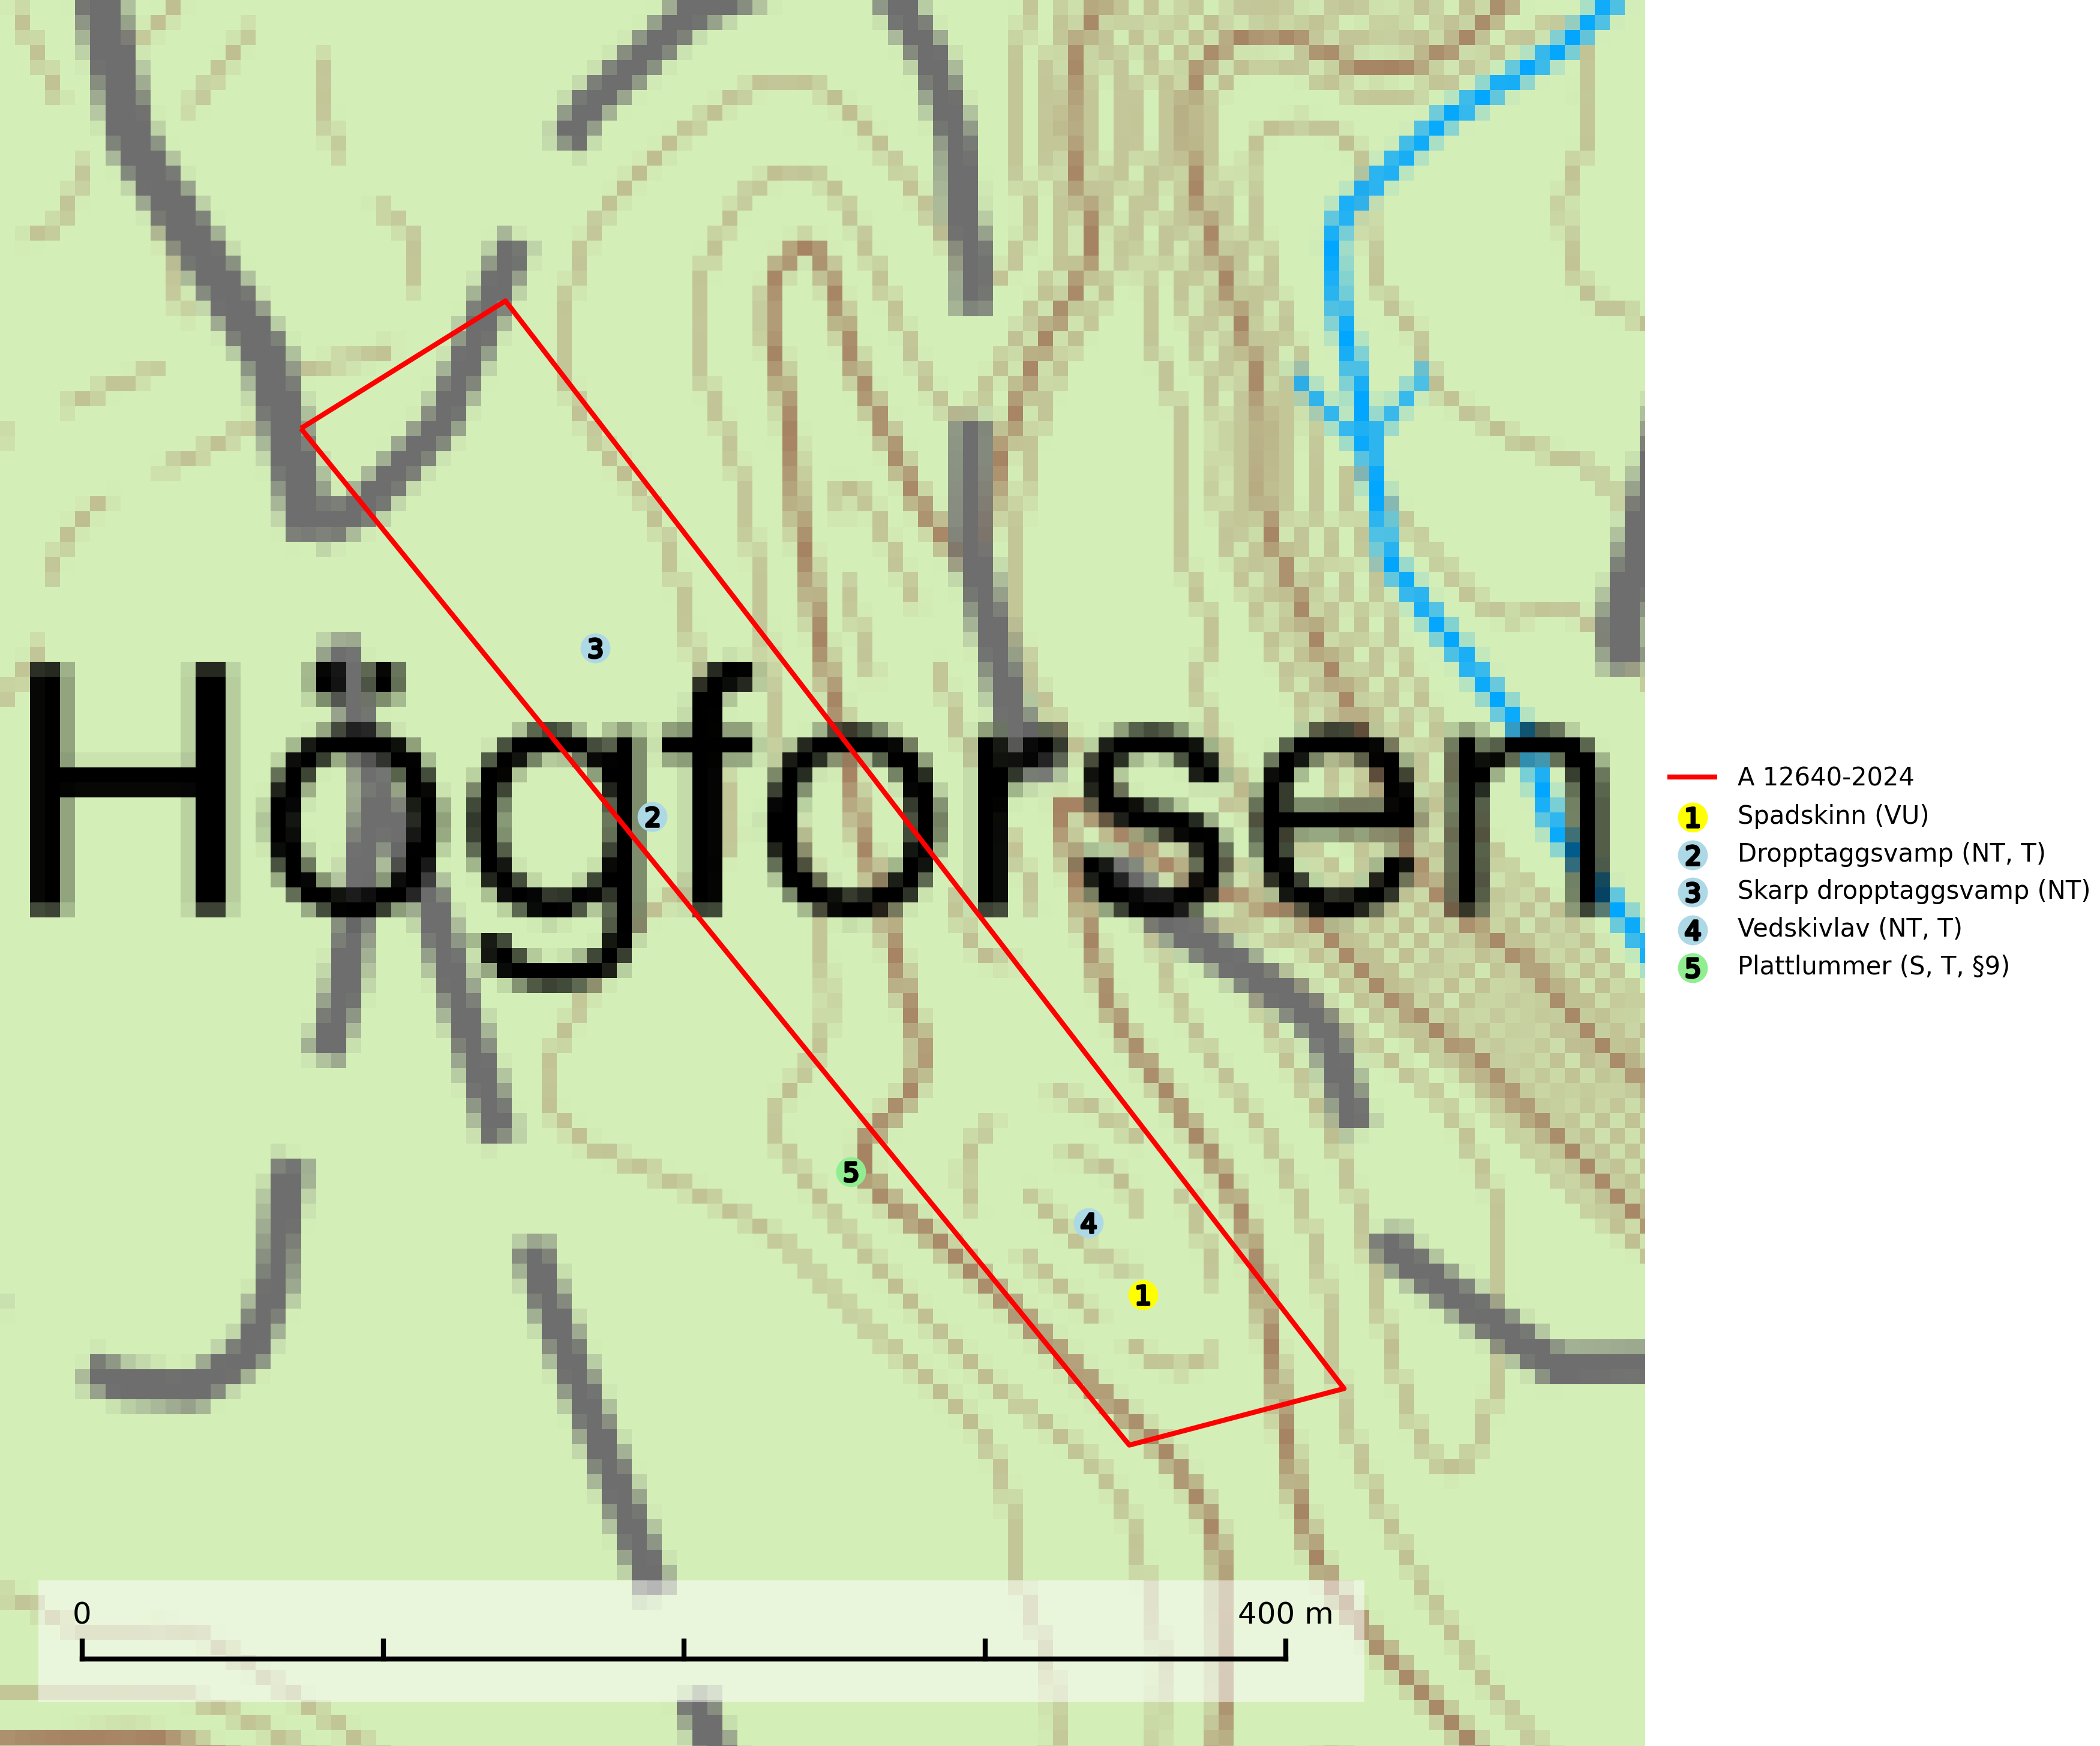 3
Högforsen
2
5
4
1
0 400 m
A 12640-2024
1 Spadskinn (VU)
2 Dropptaggsvamp (NT, T)
3 Skarp dropptaggsvamp (NT)
4 Vedskivlav (NT, T)
5 Plattlummer (S, T, §9)